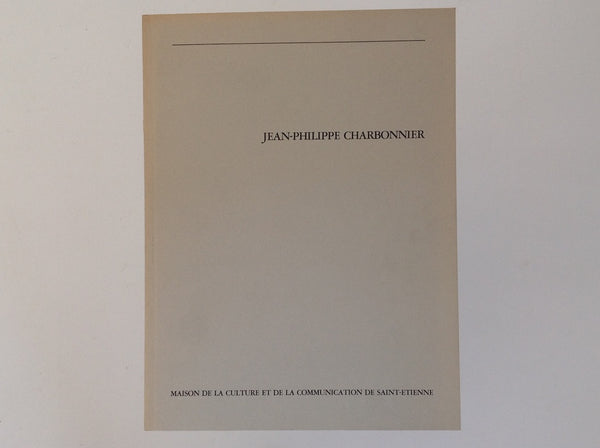 JEAN-PHILIPPE CHARBONNIER
MAISON DE LA CULTURE ET DE LA COMMUNICATION DE SAINT-ETIENNE